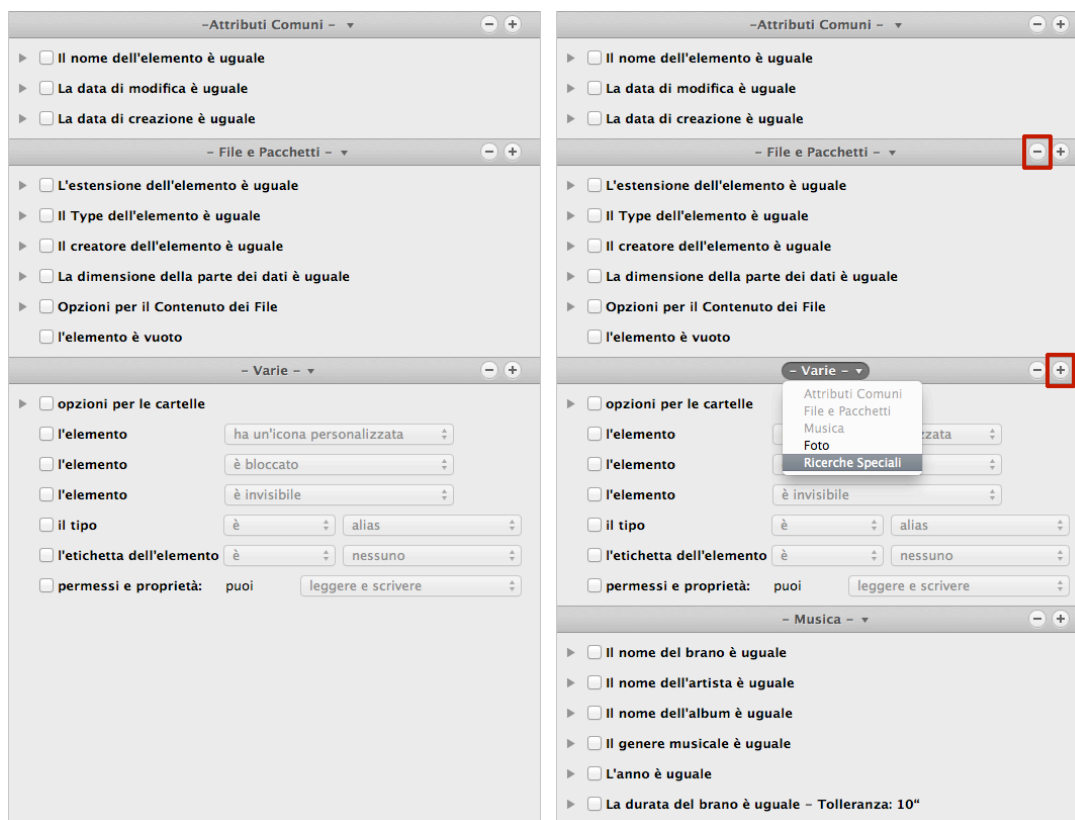 –Attributi Comuni –
Il nome dell'elemento è uguale
La data di modifica è uguale
La data di creazione è uguale
– File e Pacchetti –
L'estensione dell'elemento è uguale
Il Type dell'elemento è uguale
Il creatore dell'elemento è uguale
La dimensione della parte dei dati è uguale
Opzioni per il Contenuto dei File
l'elemento è vuoto
– Varie –
opzioni per le cartelle
l'elemento ha un'icona personalizzata
l'elemento è bloccato
l'elemento è invisibile
il tipo è alias
l'etichetta dell'elemento è nessuno
permessi e proprietà: puoi leggere e scrivere
–Attributi Comuni –
Il nome dell'elemento è uguale
La data di modifica è uguale
La data di creazione è uguale
– File e Pacchetti –
L'estensione dell'elemento è uguale
Il Type dell'elemento è uguale
Il creatore dell'elemento è uguale
La dimensione della parte dei dati è uguale
Opzioni per il Contenuto dei File
l'elemento è vuoto
– Varie –
Attributi Comuni
File e Pacchetti
Musica
Foto
Ricerche Speciali
opzioni per le cartelle
l'elemento
l'elemento
l'elemento è invisibile
il tipo è alias
l'etichetta dell'elemento è nessuno
permessi e proprietà: puoi leggere e scrivere
– Musica –
Il nome del brano è uguale
Il nome dell'artista è uguale
Il nome dell'album è uguale
Il genere musicale è uguale
L'anno è uguale
La durata del brano è uguale – Tolleranza: 10“